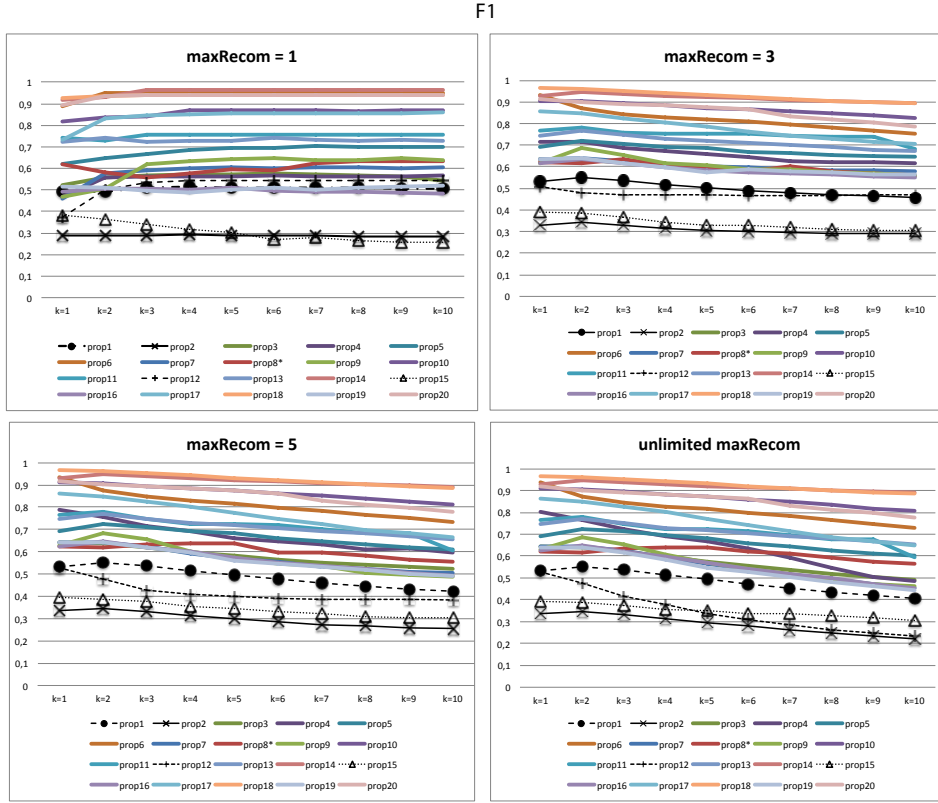 F1
maxRecom = 1
1
0,9
0,8
0,7
0,6
0,5
0,4
0,3
0,2
0,1
0
k=1 k=2 k=3 k=4 k=5 k=6 k=7 k=8 k=9 k=10
prop1 prop2 prop3 prop4 prop5
prop6 prop7 prop8* prop9 prop10
prop11 prop12 prop13 prop14 prop15
prop16 prop17 prop18 prop19 prop20
maxRecom = 3
1
0,9
0,8
0,7
0,6
0,5
0,4
0,3
0,2
0,1
0
k=1 k=2 k=3 k=4 k=5 k=6 k=7 k=8 k=9 k=10
prop1 prop2 prop3 prop4 prop5
prop6 prop7 prop8* prop9 prop10
prop11 prop12 prop13 prop14 prop15
prop16 prop17 prop18 prop19 prop20
maxRecom = 5
1
0,9
0,8
0,7
0,6
0,5
0,4
0,3
0,2
0,1
0
k=1 k=2 k=3 k=4 k=5 k=6 k=7 k=8 k=9 k=10
prop1 prop2 prop3 prop4 prop5
prop6 prop7 prop8* prop9 prop10
prop11 prop12 prop13 prop14 prop15
prop16 prop17 prop18 prop19 prop20
unlimited maxRecom
1
0,9
0,8
0,7
0,6
0,5
0,4
0,3
0,2
0,1
0
k=1 k=2 k=3 k=4 k=5 k=6 k=7 k=8 k=9 k=10
prop1 prop2 prop3 prop4 prop5
prop6 prop7 prop8* prop9 prop10
prop11 prop12 prop13 prop14 prop15
prop16 prop17 prop18 prop19 prop20